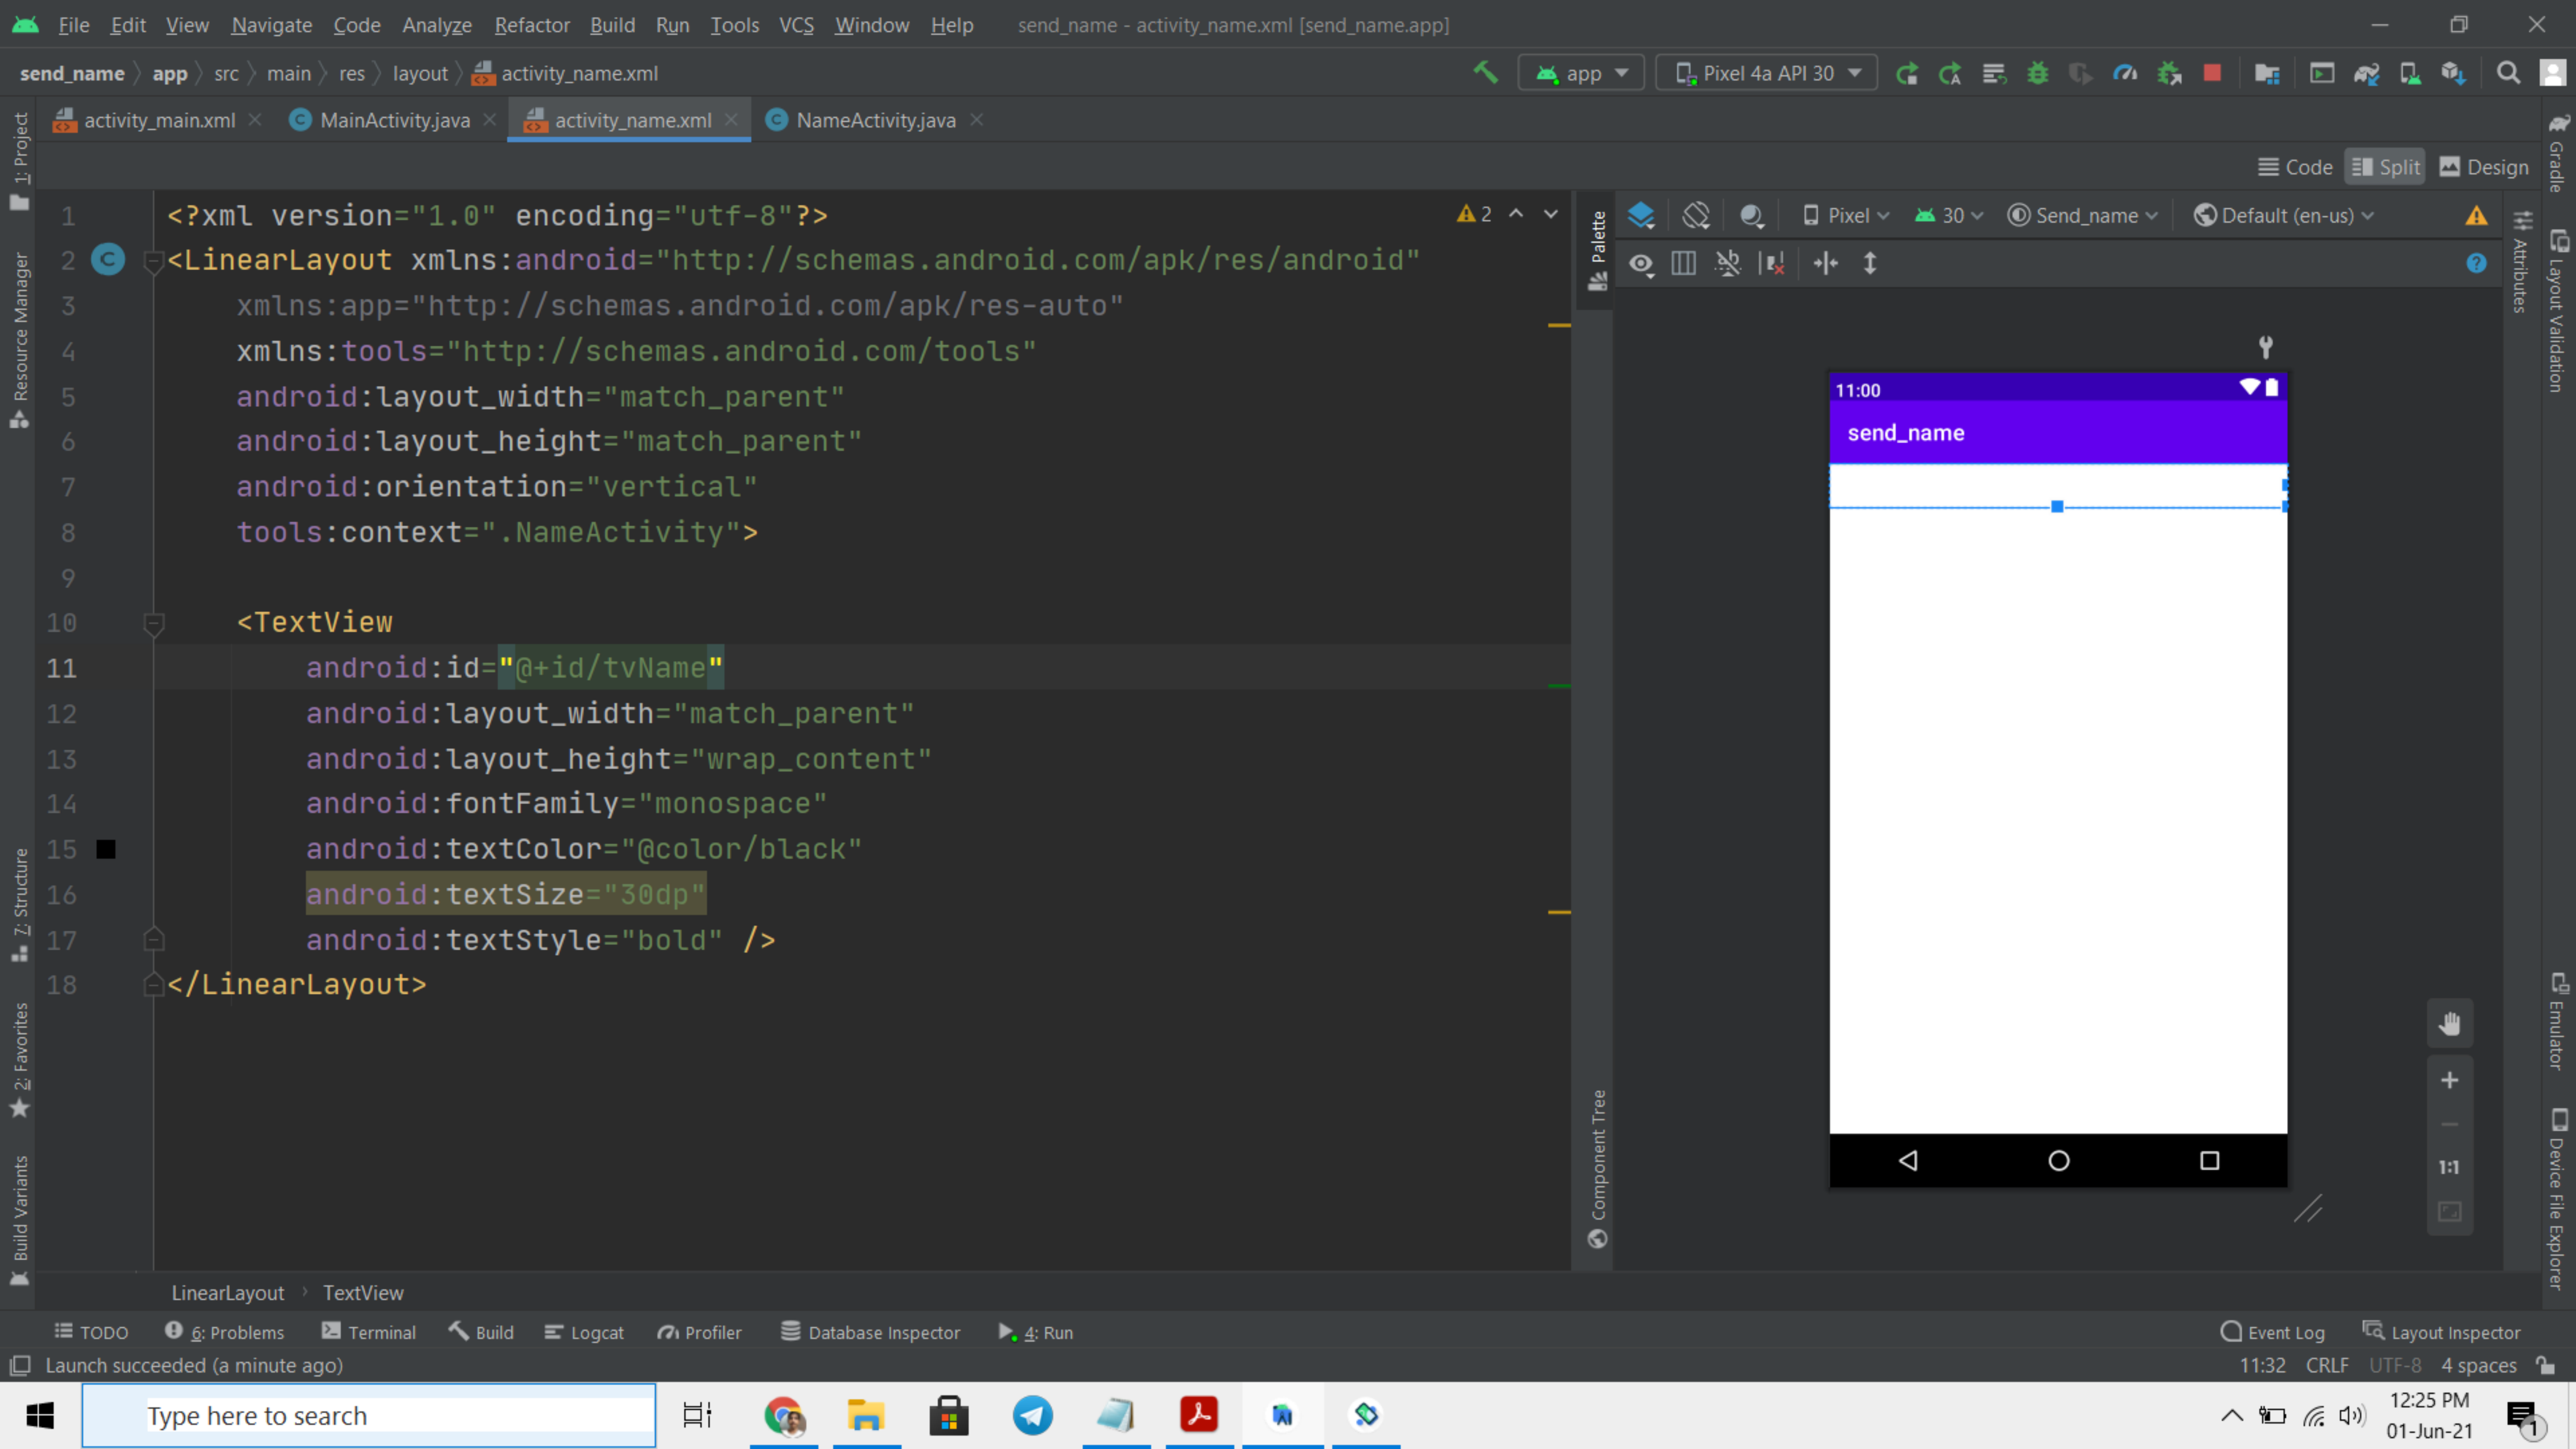 File Edit View Navigate Code Analyze Refactor Build Run Tools VCS Window Help send_name - activity_name.xml [send_name.app]
send_name app src main res layout activity_name.xml app Pixel 4a API 30
activity_main.xml MainActivity.java activity_name.xml NameActivity.java
Code Split Design
1: Project
Resource Manager
7: Structure
2: Favorites
Build Variants
1 <?xml version="1.0" encoding="utf-8"?>
2 <LinearLayout xmlns:android="http://schemas.android.com/apk/res/android"
3 xmlns:app="http://schemas.android.com/apk/res-auto"
4 xmlns:tools="http://schemas.android.com/tools"
5 android:layout_width="match_parent"
6 android:layout_height="match_parent"
7 android:orientation="vertical"
8 tools:context=".NameActivity">
9
10 <TextView
11 android:id="@+id/tvName"
12 android:layout_width="match_parent"
13 android:layout_height="wrap_content"
14 android:fontFamily="monospace"
15 android:textColor="@color/black"
16 android:textSize="30dp"
17 android:textStyle="bold" />
18 </LinearLayout>
2
Palette
Component Tree
Pixel 30 Send_name Default (en-us)
11:00
send_name
1:1
Attributes
Gradle
Layout Validation
Emulator
Device File Explorer
LinearLayout TextView
TODO 6: Problems Terminal Build Logcat Profiler Database Inspector 4: Run Event Log Layout Inspector
Launch succeeded (a minute ago) 11:32 CRLF UTF-8 4 spaces
Type here to search
12:25 PM
01-Jun-21
1